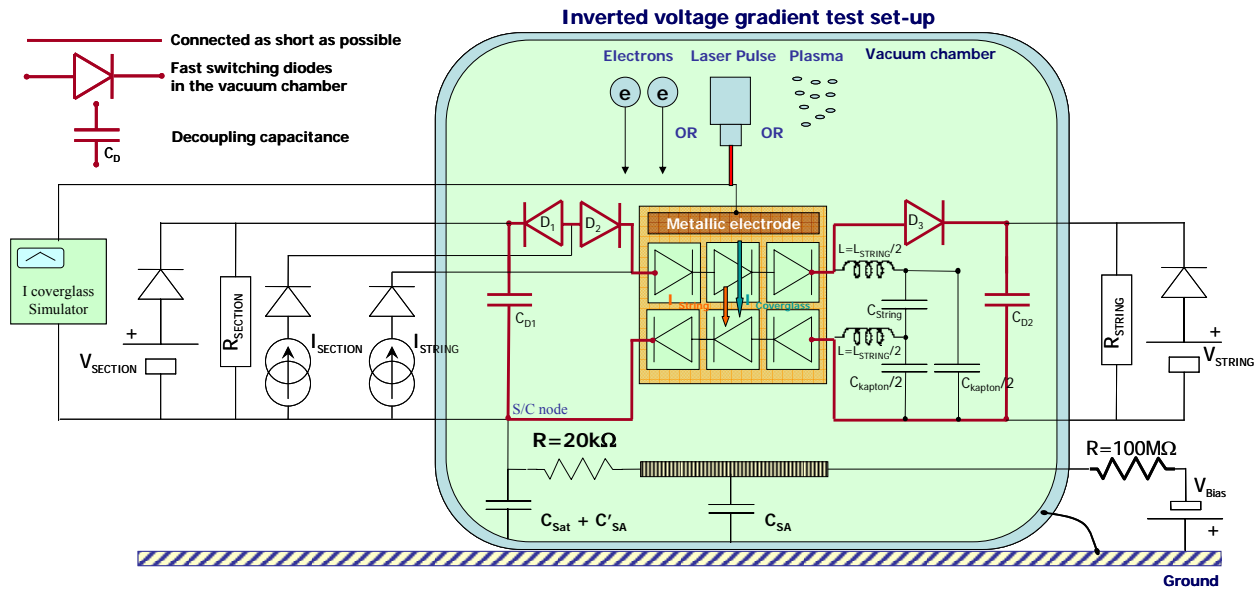 Inverted voltage gradient test set-up
Connected as short as possible
Fast switching diodes
in the vacuum chamber
C_D
Decoupling capacitance
Electrons
Laser Pulse
Plasma
Vacuum chamber
e
e
OR
OR
D₁
D₂
Metallic electrode
D₃
L=L_STRING/2
I coverglass
Simulator
+
V_SECTION
R_SECTION
I_SECTION
I_STRING
C_D1
I String
I Coverglass
C_String
L=L_STRING/2
C_kapton/2
C_kapton/2
C_D2
R_STRING
+
V_STRING
S/C node
R=20kΩ
R=100MΩ
V_Bias
+
C_Sat + C'_SA
C_SA
Ground